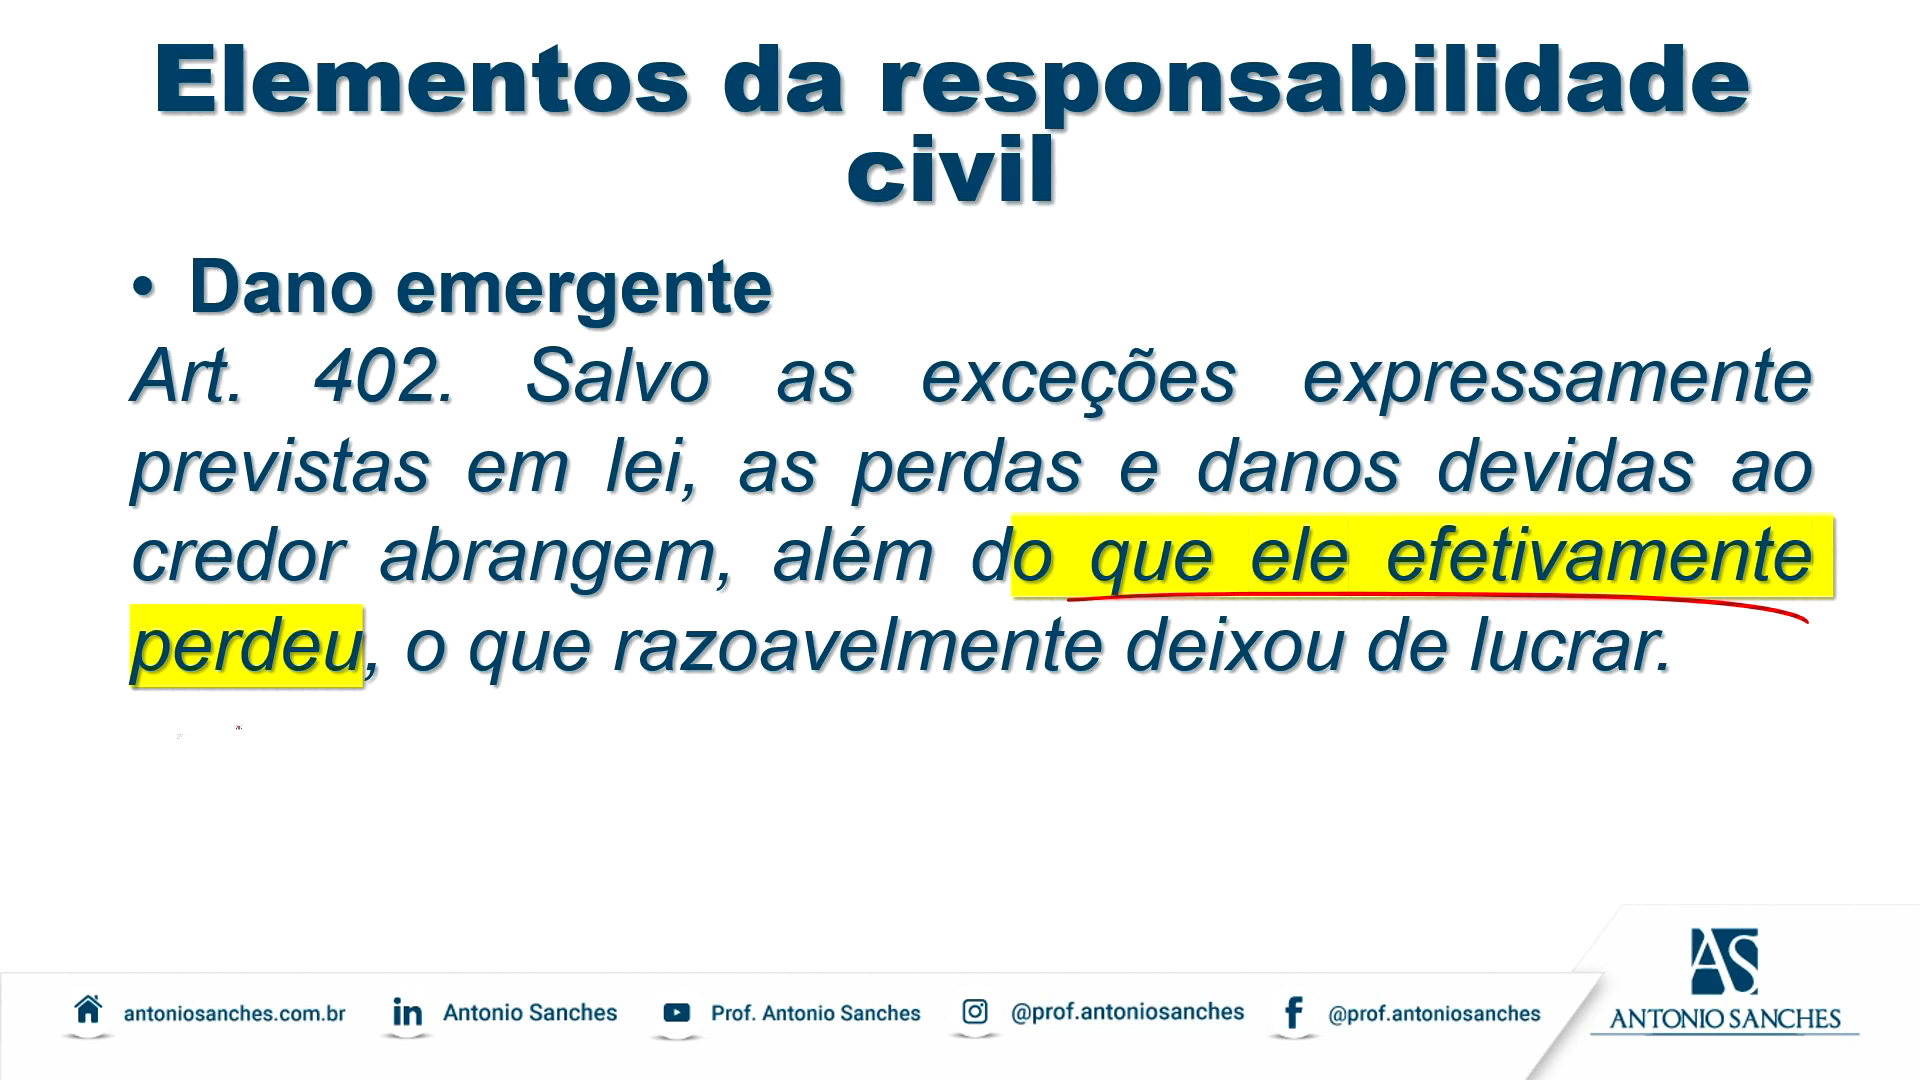 Elementos da responsabilidade
civil
• Dano emergente
Art. 402. Salvo as exceções expressamente
previstas em lei, as perdas e danos devidas ao
credor abrangem, além do que ele efetivamente
perdeu, o que razoavelmente deixou de lucrar.
AS
ANTONIO SANCHES
antoniosanches.com.br
Antonio Sanches
Prof. Antonio Sanches
@prof.antoniosanches
@prof.antoniosanches